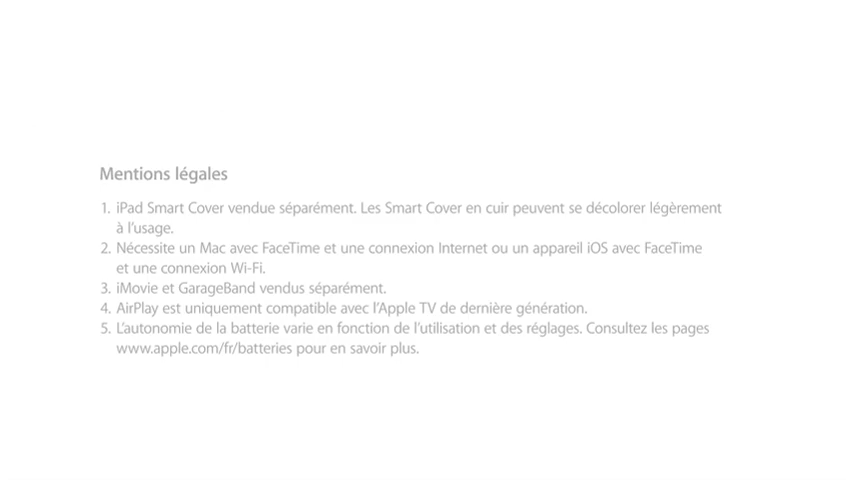 Mentions légales
1. iPad Smart Cover vendue séparément. Les Smart Cover en cuir peuvent se décolorer légèrement
à l’usage.
2. Nécessite un Mac avec FaceTime et une connexion Internet ou un appareil iOS avec FaceTime
et une connexion Wi-Fi.
3. iMovie et GarageBand vendus séparément.
4. AirPlay est uniquement compatible avec l’Apple TV de dernière génération.
5. L’autonomie de la batterie varie en fonction de l’utilisation et des réglages. Consultez les pages
www.apple.com/fr/batteries pour en savoir plus.